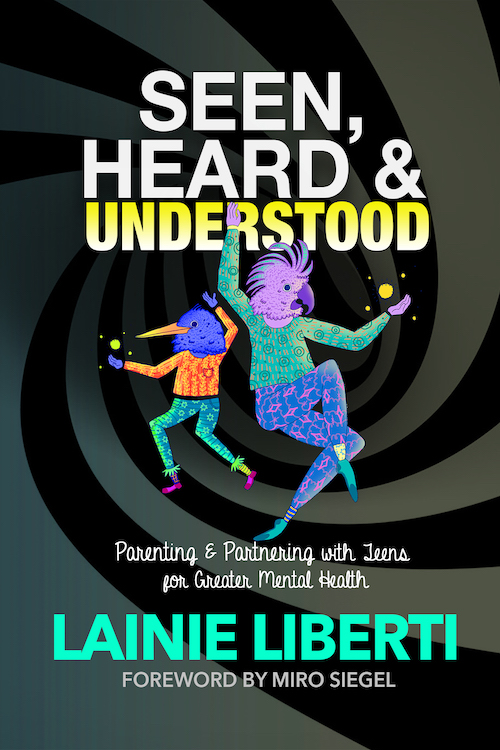 SEEN,
HEARD &
UNDERSTOOD
Parenting & Partnering with Teens
for Greater Mental Health
LAINIE LIBERTI
FOREWORD BY MIRO SIEGEL